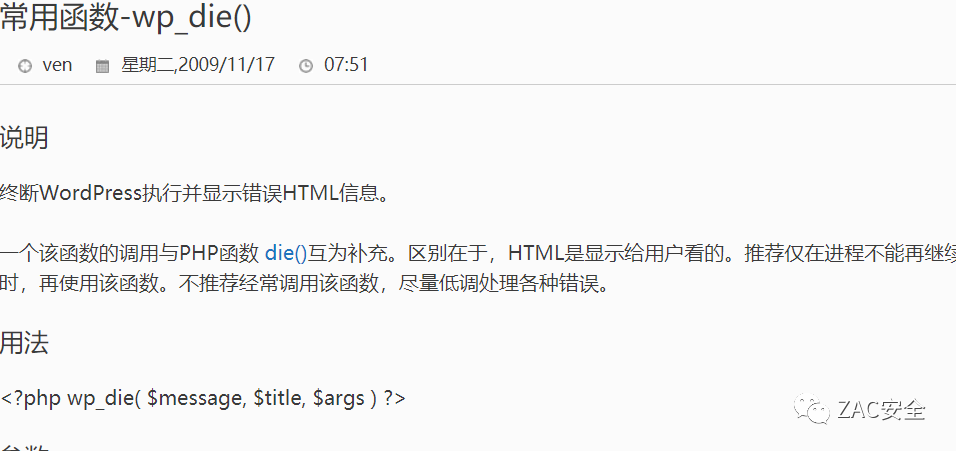 常用函数-wp_die()
ven 星期二,2009/11/17 07:51
说明
终断WordPress执行并显示错误HTML信息。
一个该函数的调用与PHP函数 die()互为补充。区别在于，HTML是显示给用户看的。推荐仅在进程不能再继续
时，再使用该函数。不推荐经常调用该函数，尽量低调处理各种错误。
用法
<?php wp_die( $message, $title, $args ) ?>
ZAC安全